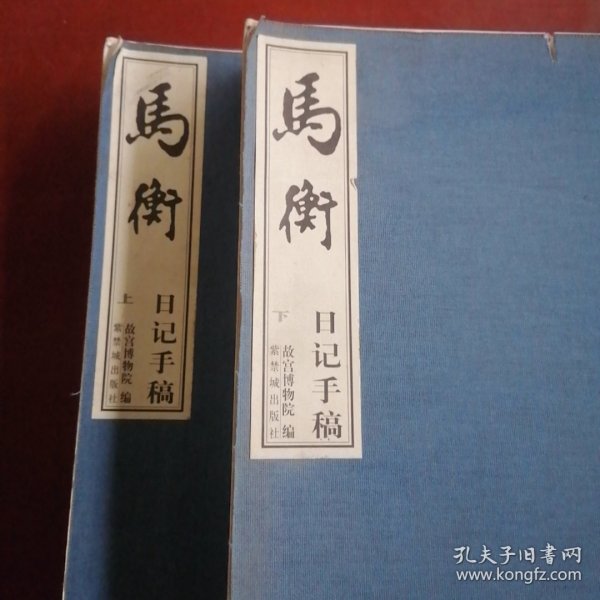 馬衡
日记手稿
上
故宫博物院 编
紫禁城出版社
馬衡
日记手稿
下
故宫博物院 编
紫禁城出版社
孔夫子旧书网
www.kongfz.com